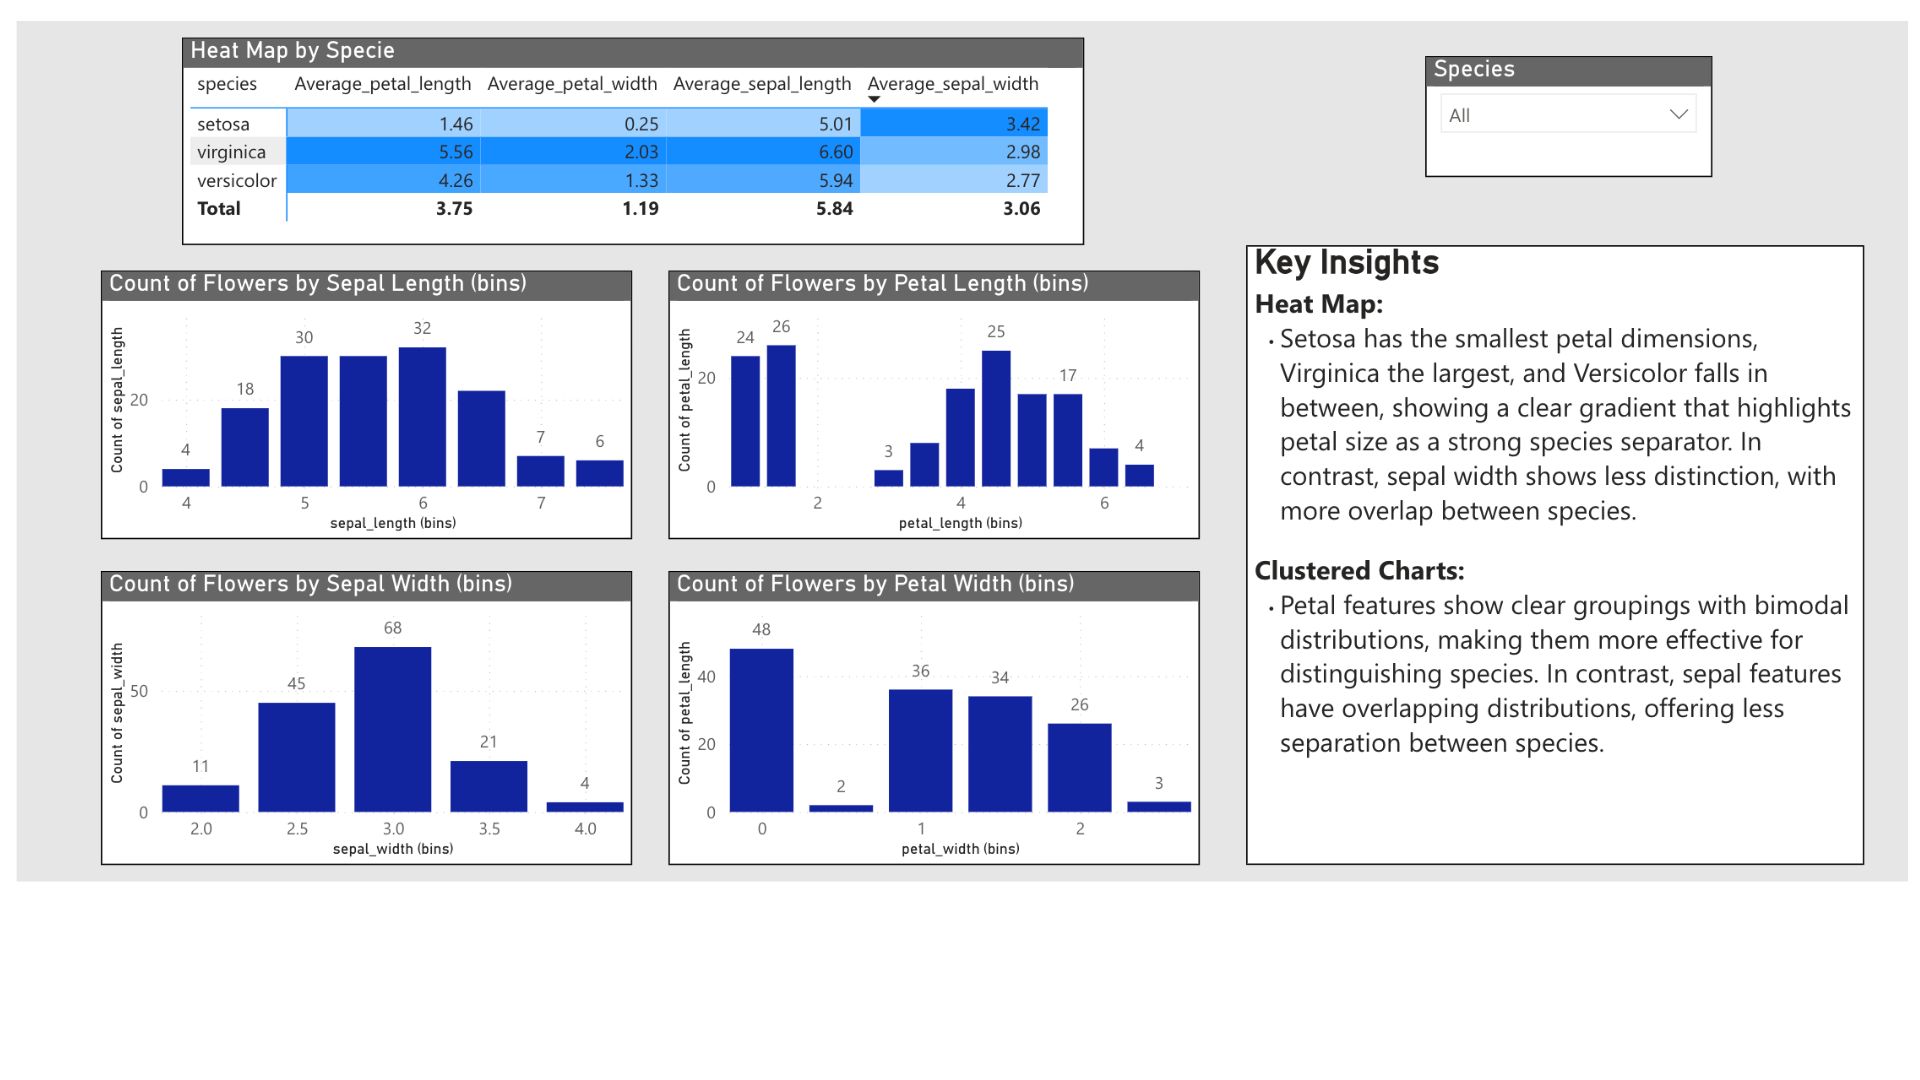 Heat Map by Specie
species Average_petal_length Average_petal_width Average_sepal_length Average_sepal_width
setosa 1.46 0.25 5.01 3.42
virginica 5.56 2.03 6.60 2.98
versicolor 4.26 1.33 5.94 2.77
Total 3.75 1.19 5.84 3.06
Species
All
Count of Flowers by Sepal Length (bins)
Count of sepal_length
20
0
4
18
30
32
7
6
4 5 6 7
sepal_length (bins)
Count of Flowers by Petal Length (bins)
Count of petal_length
20
0
24
26
3
25
17
4
2 4 6
petal_length (bins)
Count of Flowers by Sepal Width (bins)
Count of sepal_width
50
0
11
45
68
21
4
2.0 2.5 3.0 3.5 4.0
sepal_width (bins)
Count of Flowers by Petal Width (bins)
Count of petal_length
40
20
0
48
2
36
34
26
3
0 1 2
petal_width (bins)
Key Insights
Heat Map:
• Setosa has the smallest petal dimensions,
Virginica the largest, and Versicolor falls in
between, showing a clear gradient that highlights
petal size as a strong species separator. In
contrast, sepal width shows less distinction, with
more overlap between species.
Clustered Charts:
• Petal features show clear groupings with bimodal
distributions, making them more effective for
distinguishing species. In contrast, sepal features
have overlapping distributions, offering less
separation between species.